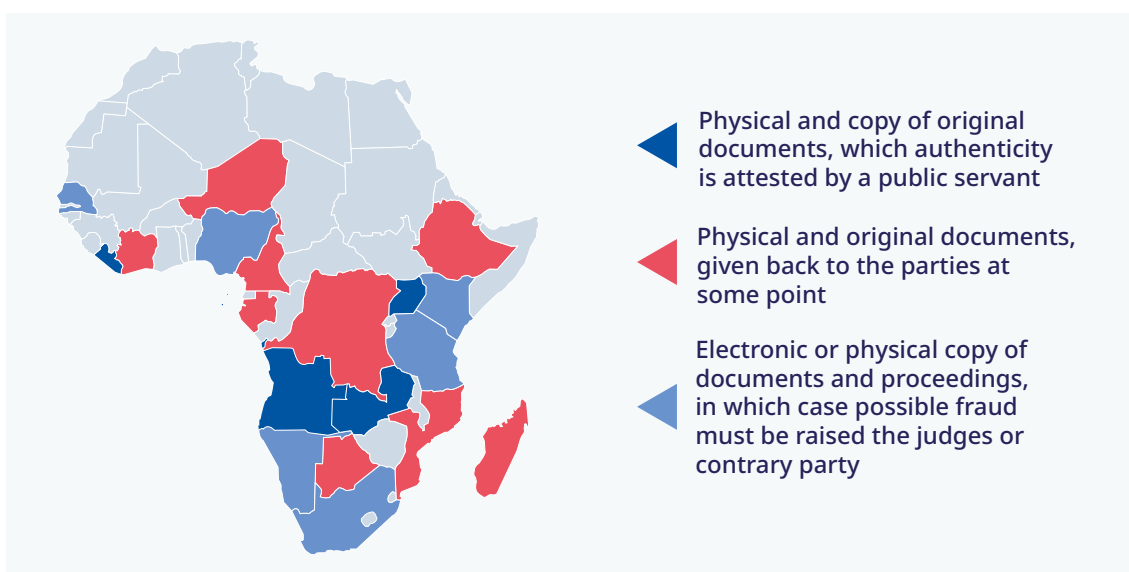 Physical and copy of original
documents, which authenticity
is attested by a public servant
Physical and original documents,
given back to the parties at
some point
Electronic or physical copy of
documents and proceedings,
in which case possible fraud
must be raised the judges or
contrary party